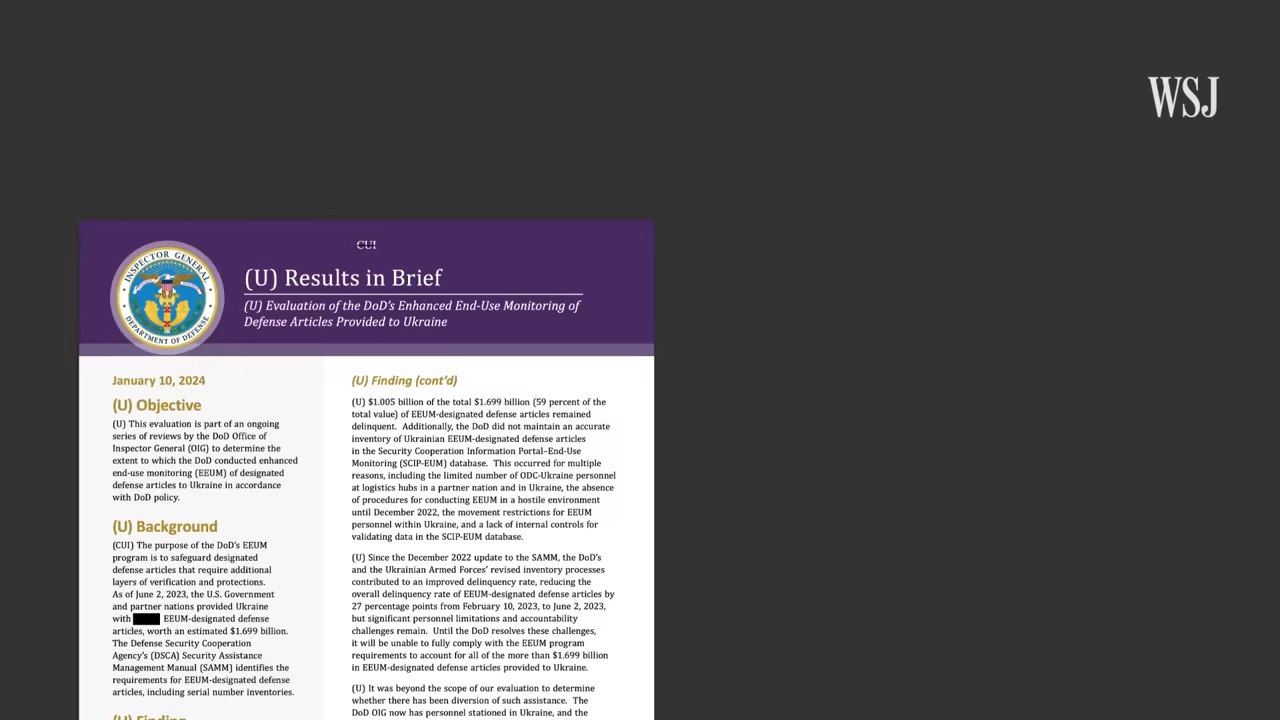 WSJ
CUI
INSPECTOR GENERAL
DEPARTMENT OF DEFENSE
(U) Results in Brief
(U) Evaluation of the DoD's Enhanced End-Use Monitoring of
Defense Articles Provided to Ukraine
January 10, 2024
(U) Objective
(U) This evaluation is part of an ongoing
series of reviews by the DoD Office of
Inspector General (OIG) to determine the
extent to which the DoD conducted enhanced
end-use monitoring (EEUM) of designated
defense articles to Ukraine in accordance
with DoD policy.
(U) Background
(CUI) The purpose of the DoD's EEUM
program is to safeguard designated
defense articles that require additional
layers of verification and protections.
As of June 2, 2023, the U.S. Government
and partner nations provided Ukraine
with EEUM-designated defense
articles, worth an estimated $1.699 billion.
The Defense Security Cooperation
Agency's (DSCA) Security Assistance
Management Manual (SAMM) identifies the
requirements for EEUM-designated defense
articles, including serial number inventories.
(U) Finding
(U) Finding (cont'd)
(U) $1.005 billion of the total $1.699 billion (59 percent of the
total value) of EEUM-designated defense articles remained
delinquent. Additionally, the DoD did not maintain an accurate
inventory of Ukrainian EEUM-designated defense articles
in the Security Cooperation Information Portal–End-Use
Monitoring (SCIP-EUM) database. This occurred for multiple
reasons, including the limited number of ODC-Ukraine personnel
at logistics hubs in a partner nation and in Ukraine, the absence
of procedures for conducting EEUM in a hostile environment
until December 2022, the movement restrictions for EEUM
personnel within Ukraine, and a lack of internal controls for
validating data in the SCIP-EUM database.
(U) Since the December 2022 update to the SAMM, the DoD's
and the Ukrainian Armed Forces' revised inventory processes
contributed to an improved delinquency rate, reducing the
overall delinquency rate of EEUM-designated defense articles by
27 percentage points from February 10, 2023, to June 2, 2023,
but significant personnel limitations and accountability
challenges remain. Until the DoD resolves these challenges,
it will be unable to fully comply with the EEUM program
requirements to account for all of the more than $1.699 billion
in EEUM-designated defense articles provided to Ukraine.
(U) It was beyond the scope of our evaluation to determine
whether there has been diversion of such assistance. The
DoD OIG now has personnel stationed in Ukraine, and the